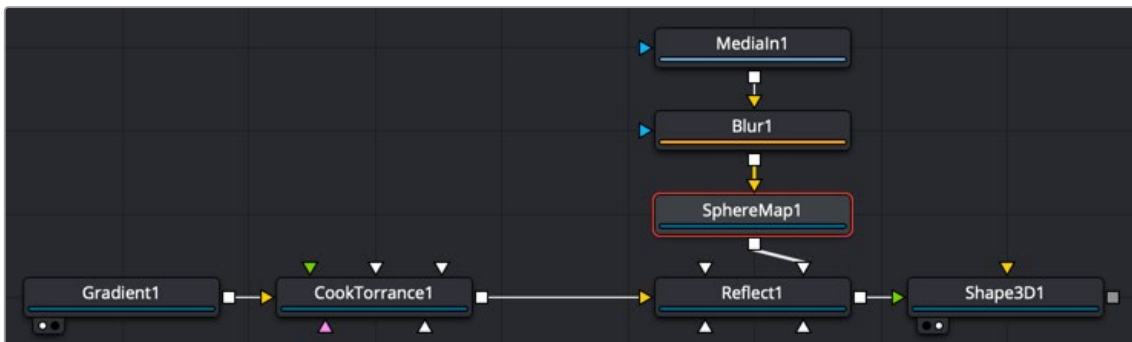 MediaIn1
Blur1
SphereMap1
Gradient1
CookTorrance1
Reflect1
Shape3D1